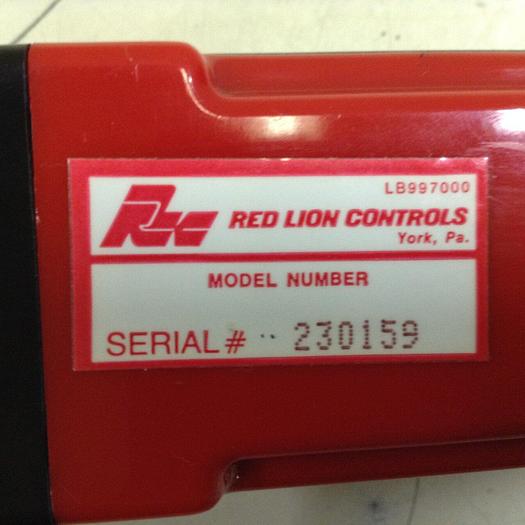 LB997000
RLC RED LION CONTROLS
York, Pa.
MODEL NUMBER
SERIAL # 230159